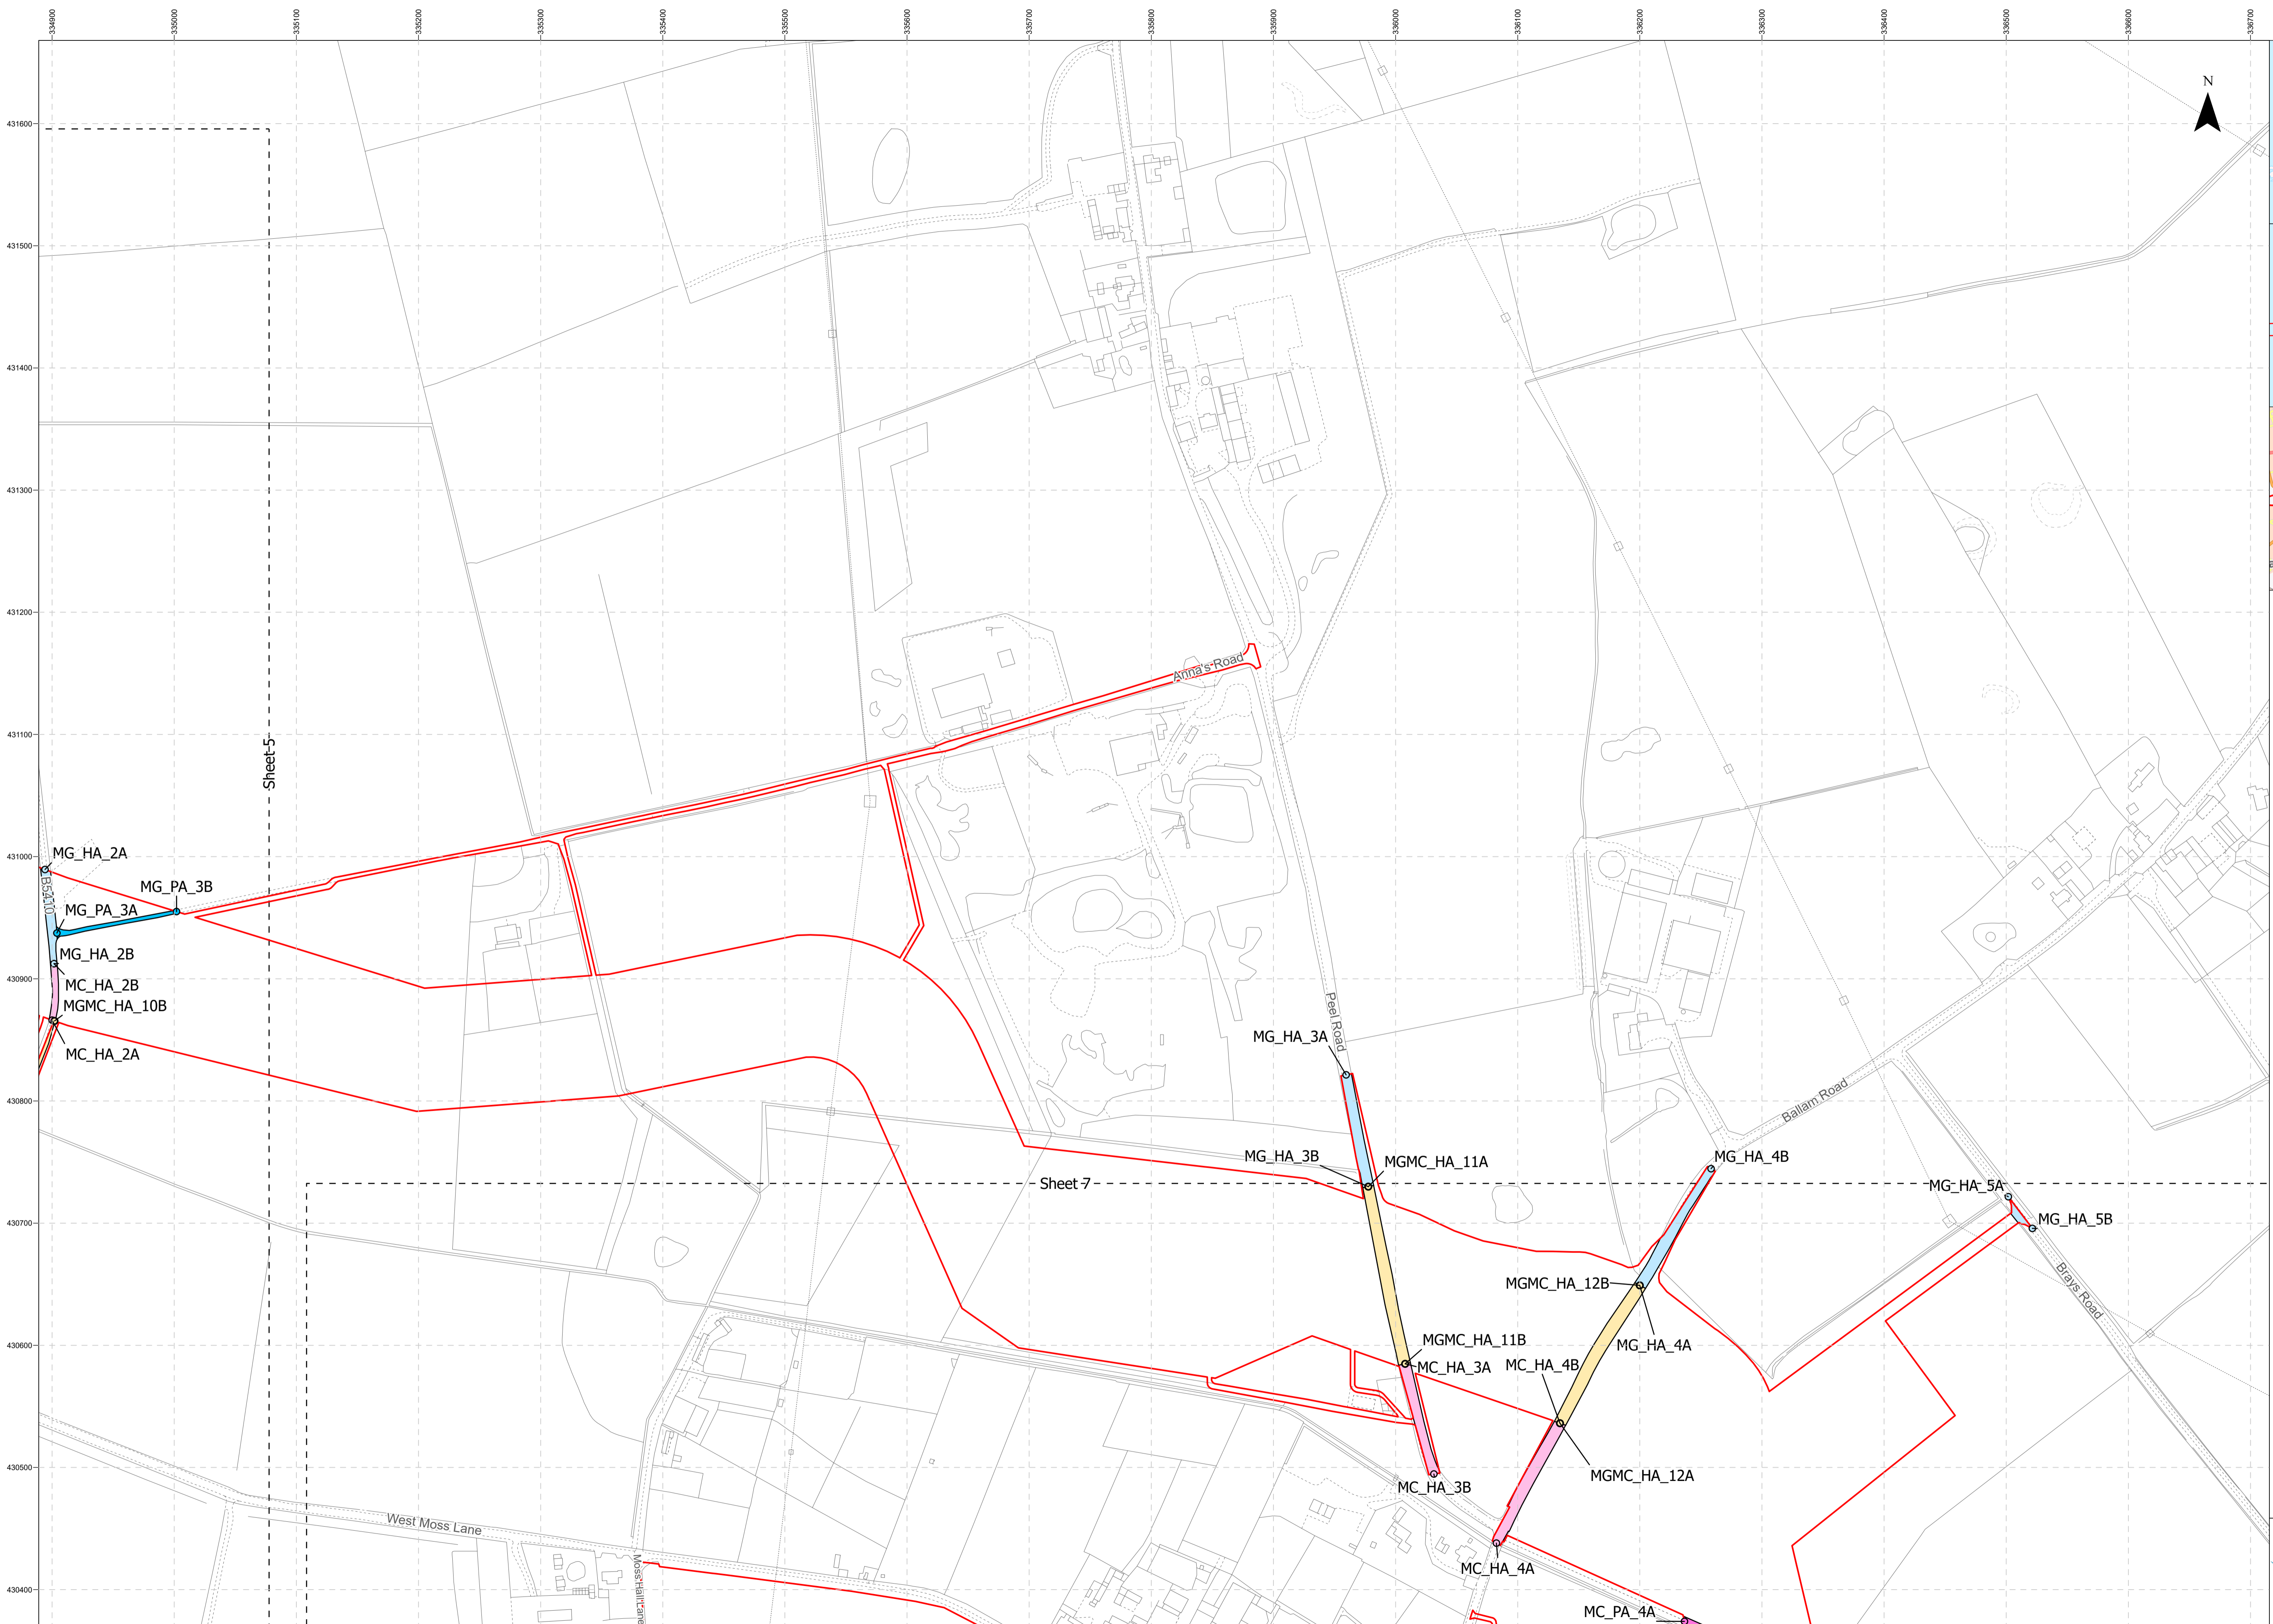 334900
335000
335100
335200
335300
335400
335500
335600
335700
335800
335900
336000
336100
336200
336300
336400
336500
336600
336700
N
431600
431500
431400
431300
431200
431100
431000
430900
430800
430700
430600
430500
430400
Sheet 5
Anna's Road
MG_HA_2A
B5410
MG_PA_3B
MG_PA_3A
MG_HA_2B
MC_HA_2B
MGMC_HA_10B
MC_HA_2A
Peel Road
MG_HA_3A
Ballam Road
MG_HA_3B
MGMC_HA_11A
MG_HA_4B
Sheet 7
MG_HA_5A
MG_HA_5B
MGMC_HA_12B
Brays Road
MGMC_HA_11B
MG_HA_4A
MC_HA_3A
MC_HA_4B
MGMC_HA_12A
MC_HA_3B
West Moss Lane
MC_HA_4A
Moss Hall Lane
MC_PA_4A